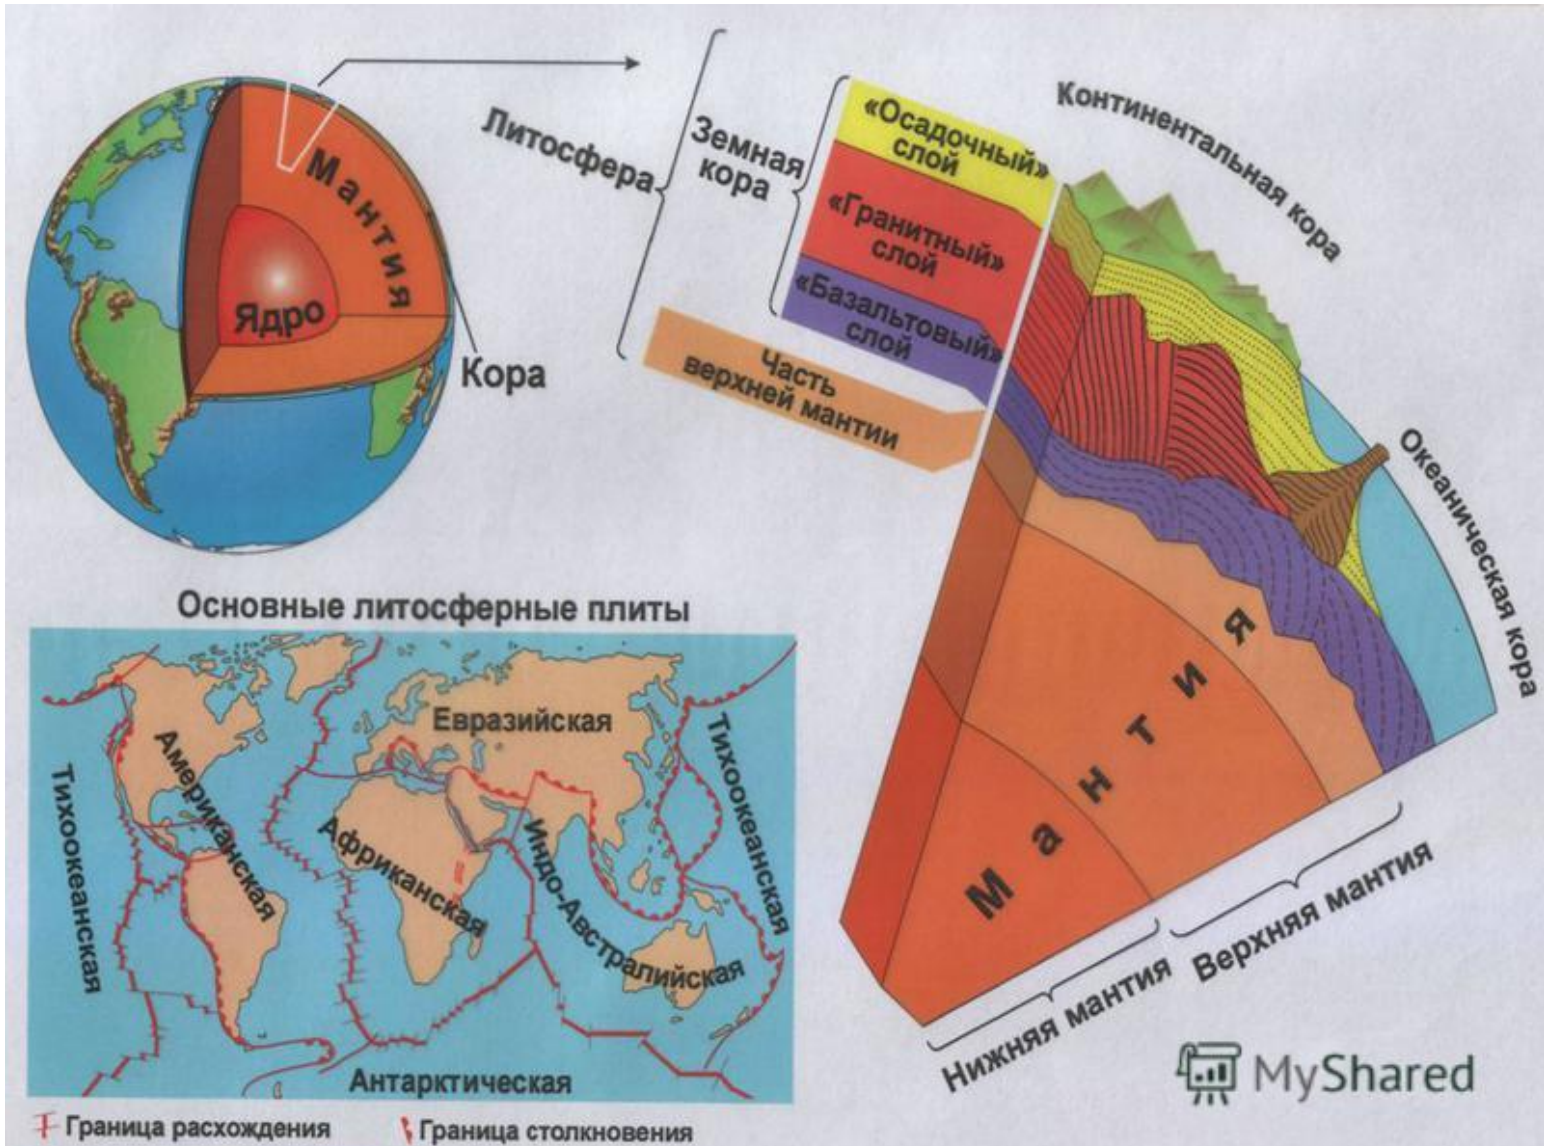 Континентальная кора
Литосфера
Земная
кора
«Осадочный»
слой
«Гранитный»
слой
«Базальтовый»
слой
Часть
верхней мантии
Мантия
Ядро
Кора
Океаническая кора
Мантия
Нижняя мантия
Верхняя мантия
Основные литосферные плиты
Евразийская
Американская
Тихоокеанская
Африканская
Индо-Австралийская
Тихоокеанская
Антарктическая
Граница расхождения
Граница столкновения
MyShared